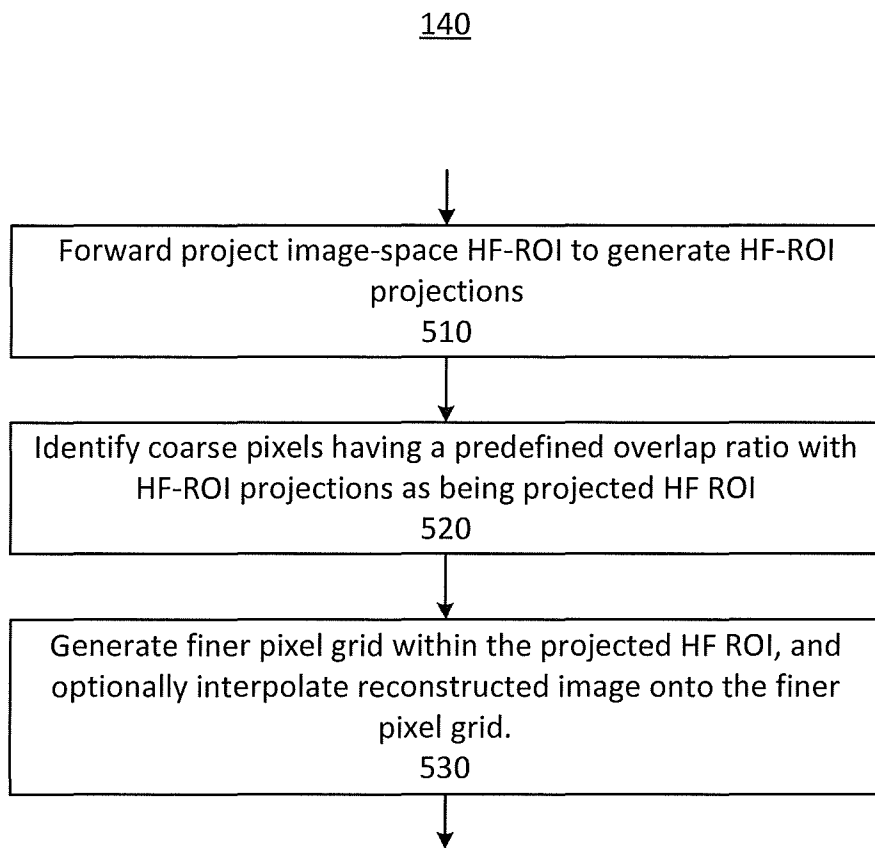 140
Forward project image-space HF-ROI to generate HF-ROI
projections
510
Identify coarse pixels having a predefined overlap ratio with
HF-ROI projections as being projected HF ROI
520
Generate finer pixel grid within the projected HF ROI, and
optionally interpolate reconstructed image onto the finer
pixel grid.
530